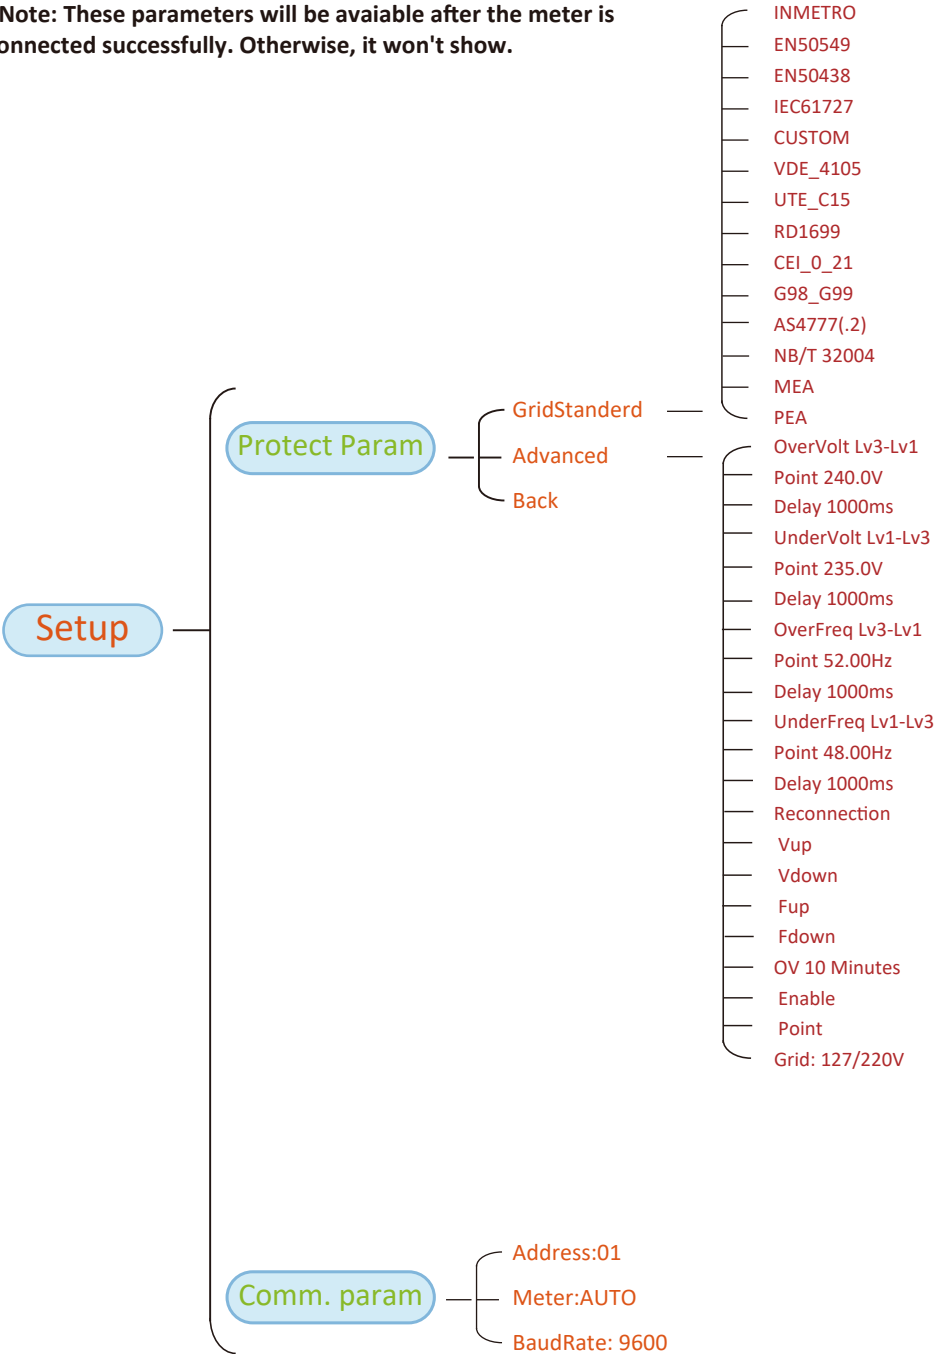 Note: These parameters will be avaiable after the meter is
onnected successfully. Otherwise, it won't show.
INMETRO
EN50549
EN50438
IEC61727
CUSTOM
VDE_4105
UTE_C15
RD1699
CEI_0_21
G98_G99
AS4777(.2)
NB/T 32004
MEA
PEA
Setup
Protect Param
GridStanderd
Advanced
Back
OverVolt Lv3-Lv1
Point 240.0V
Delay 1000ms
UnderVolt Lv1-Lv3
Point 235.0V
Delay 1000ms
OverFreq Lv3-Lv1
Point 52.00Hz
Delay 1000ms
UnderFreq Lv1-Lv3
Point 48.00Hz
Delay 1000ms
Reconnection
Vup
Vdown
Fup
Fdown
OV 10 Minutes
Enable
Point
Grid: 127/220V
Comm. param
Address:01
Meter:AUTO
BaudRate: 9600